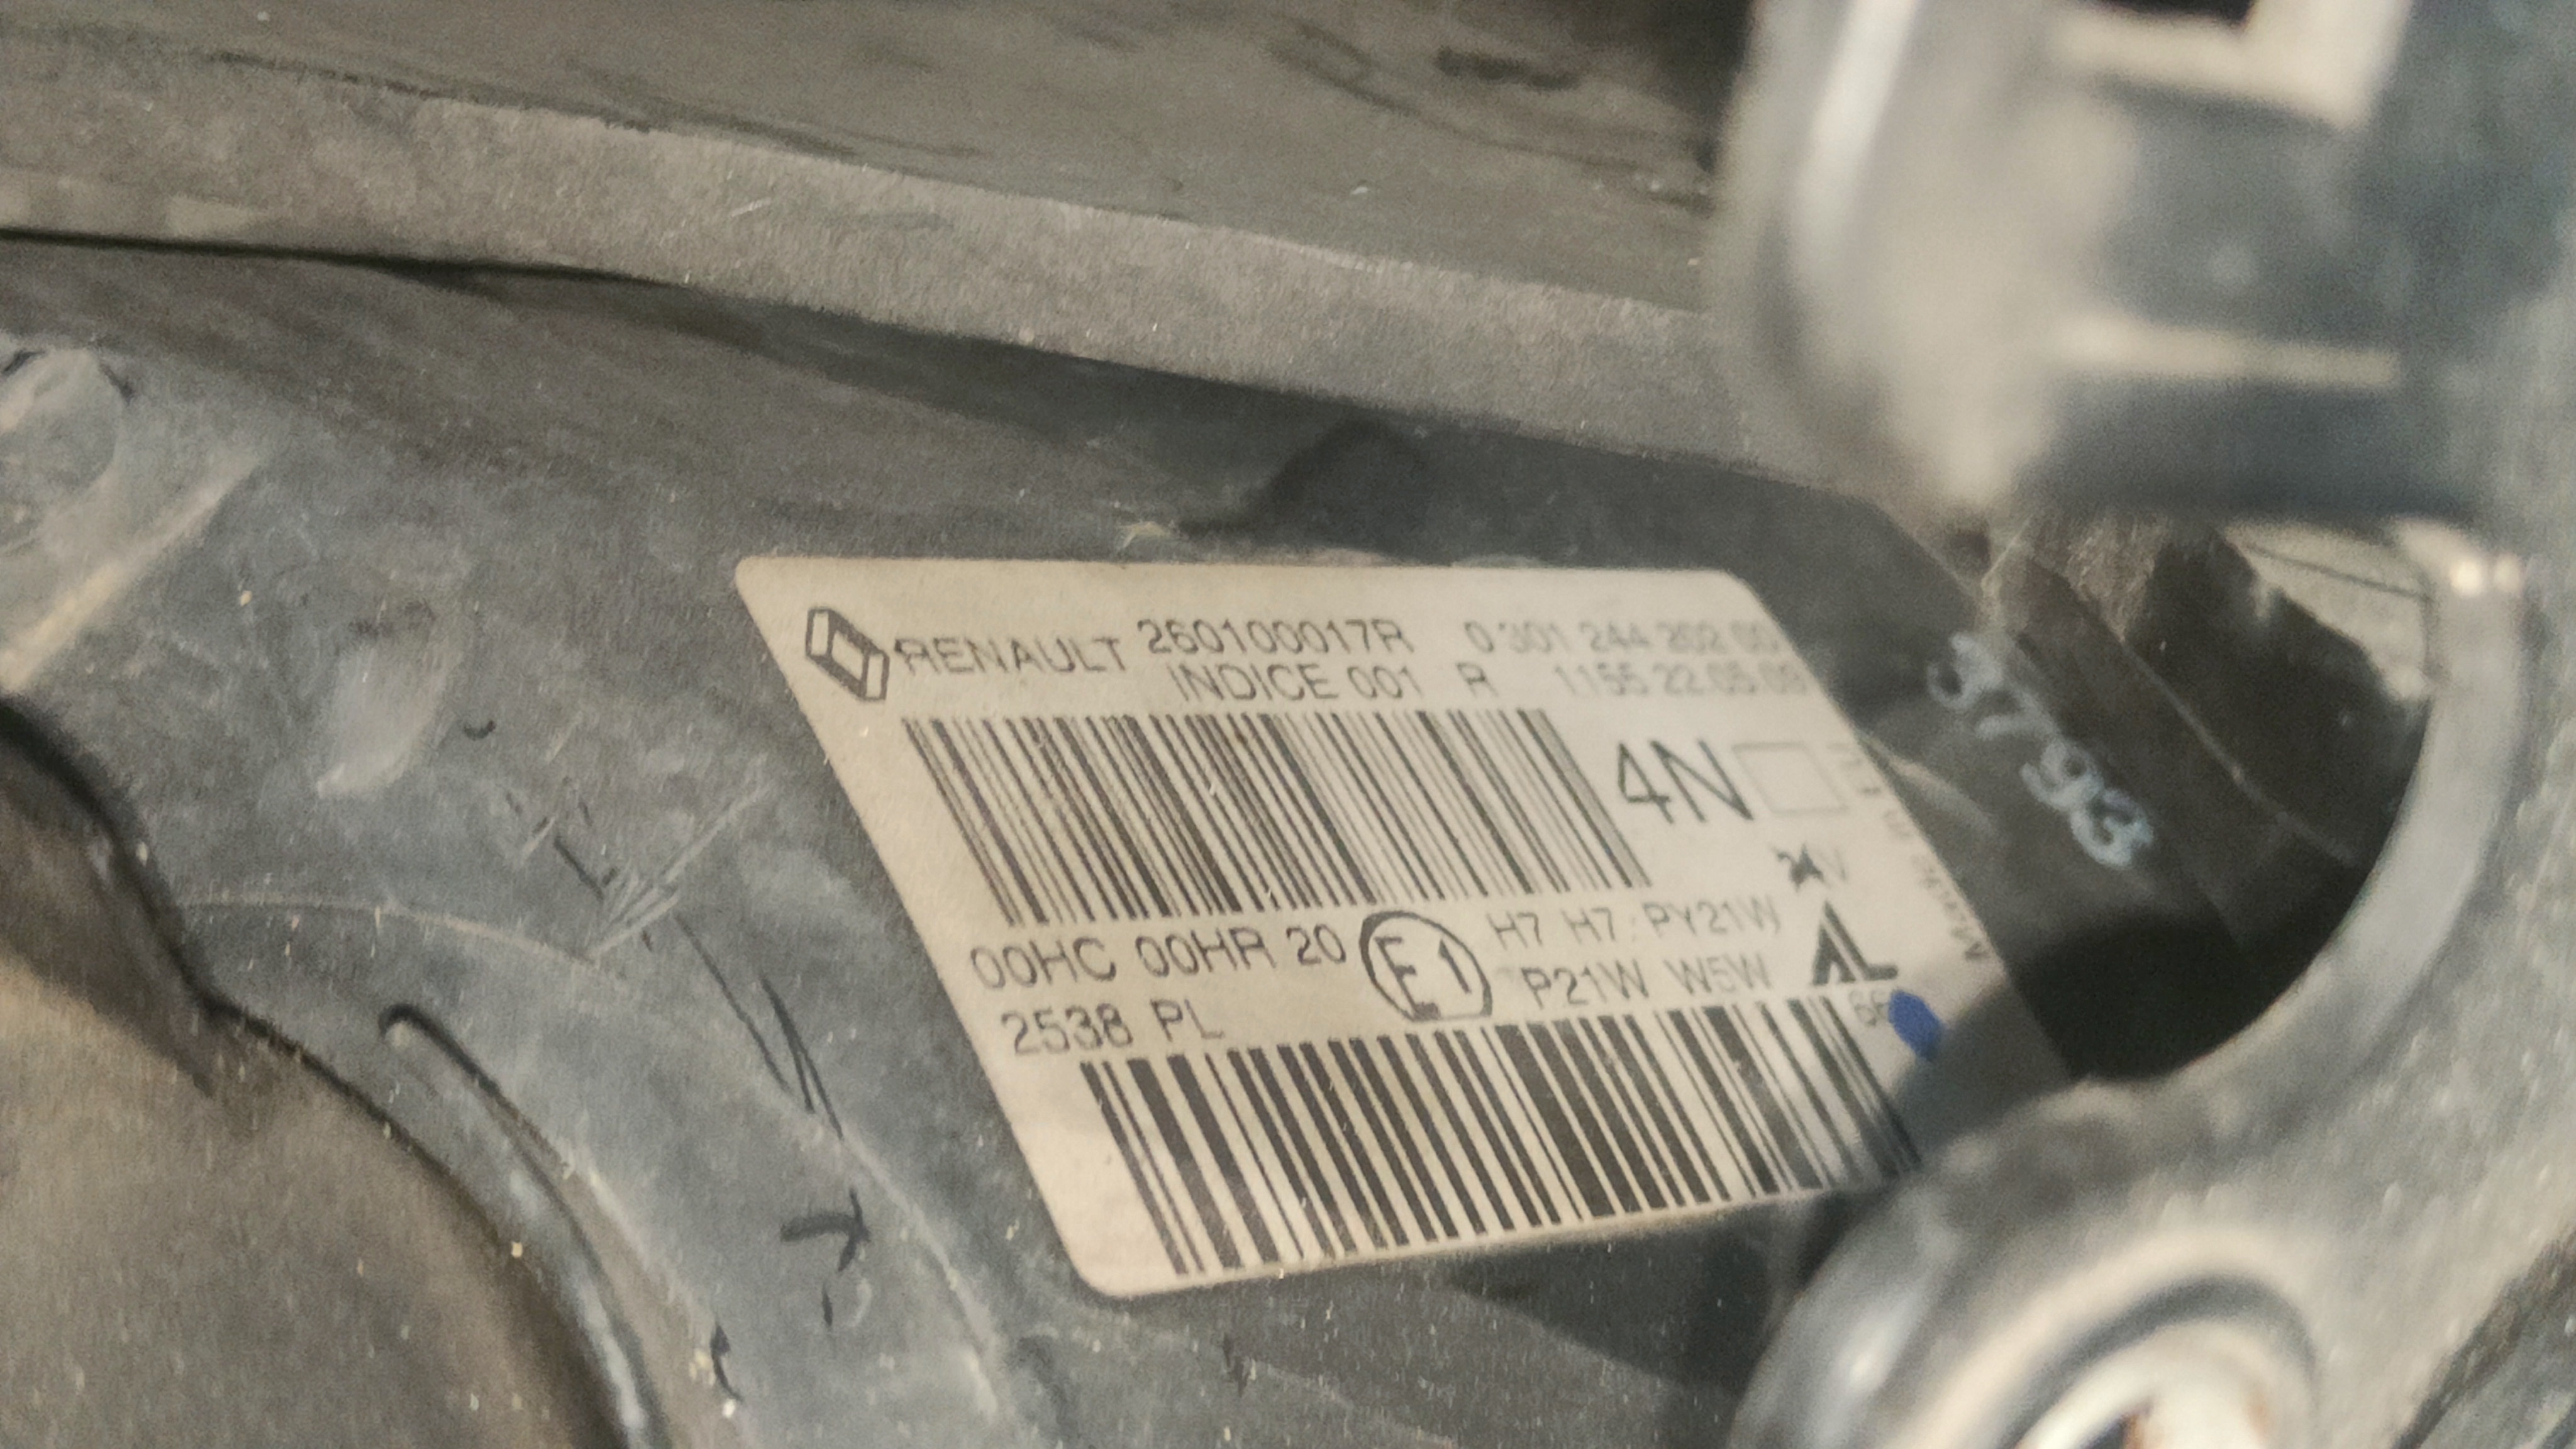 RENAULT 260100017R 0 301 244 202 00
INDICE 001 R 1155 22.05.09
4N
00HC 00HR 20 E1 H7 H7 PY21W
2538 PL P21W W5W AL
3793